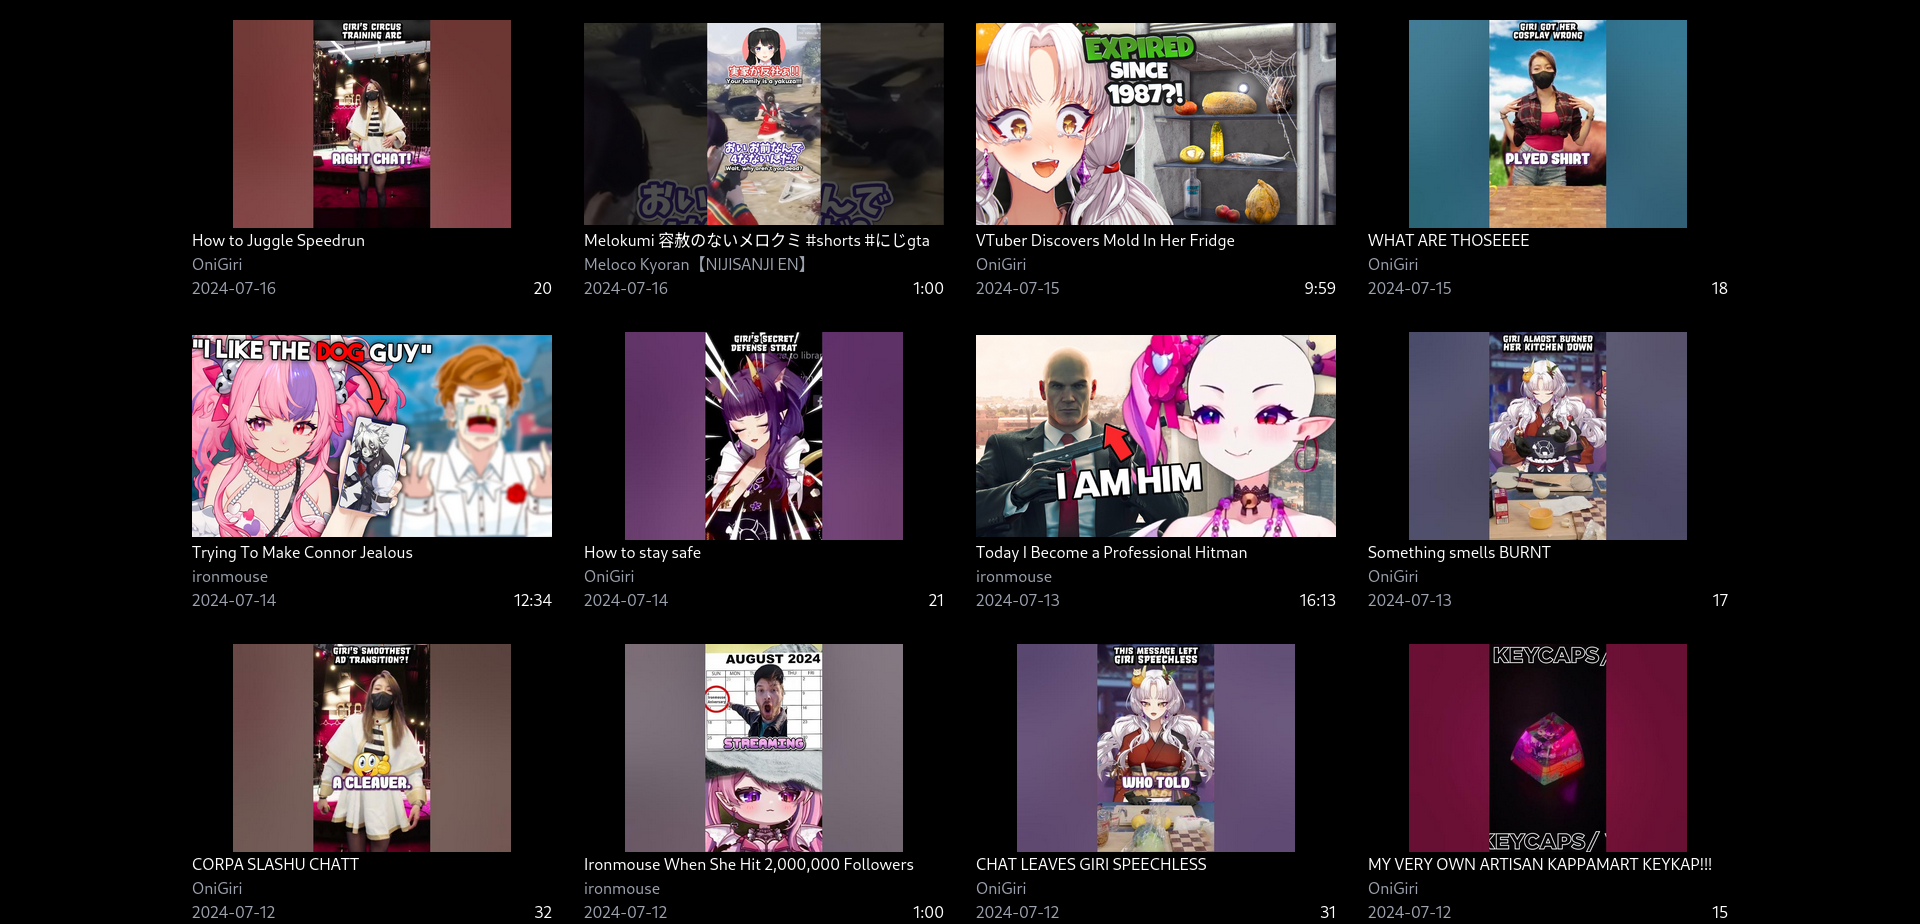 GIRI'S CIRCUS
TRAINING ARC
RIGHT CHAT!
How to Juggle Speedrun
OniGiri
2024-07-16 20
実家が反社ぁ!!
Your family is a yakuza!!!
おい お前なんで
4なないんだ?
Wait, why aren't you dead?
おい
んで
Melokumi 容赦のないメロクミ #shorts #にじgta
Meloco Kyoran【NIJISANJI EN】
2024-07-16 1:00
EXPIRED
SINCE
1987?!
VTuber Discovers Mold In Her Fridge
OniGiri
2024-07-15 9:59
GIRI GOT HER
COSPLAY WRONG
PLYED SHIRT
WHAT ARE THOSEEEE
OniGiri
2024-07-15 18
"I LIKE THE DOG GUY"
Trying To Make Connor Jealous
ironmouse
2024-07-14 12:34
GIRI'S SECRET/
DEFENSE STRAT
How to stay safe
OniGiri
2024-07-14 21
I AM HIM
Today I Become a Professional Hitman
ironmouse
2024-07-13 16:13
GIRI ALMOST BURNED
HER KITCHEN DOWN
Something smells BURNT
OniGiri
2024-07-13 17
GIRI'S SMOOTHEST
AD TRANSITION?!
A CLEAVER.
CORPA SLASHU CHATT
OniGiri
2024-07-12 32
AUGUST 2024
STREAMING
Ironmouse When She Hit 2,000,000 Followers
ironmouse
2024-07-12 1:00
THIS MESSAGE LEFT
GIRI SPEECHLESS
WHO TOLD
CHAT LEAVES GIRI SPEECHLESS
OniGiri
2024-07-12 31
KEYCAPS/
KEYCAPS/
MY VERY OWN ARTISAN KAPPAMART KEYKAP!!!
OniGiri
2024-07-12 15